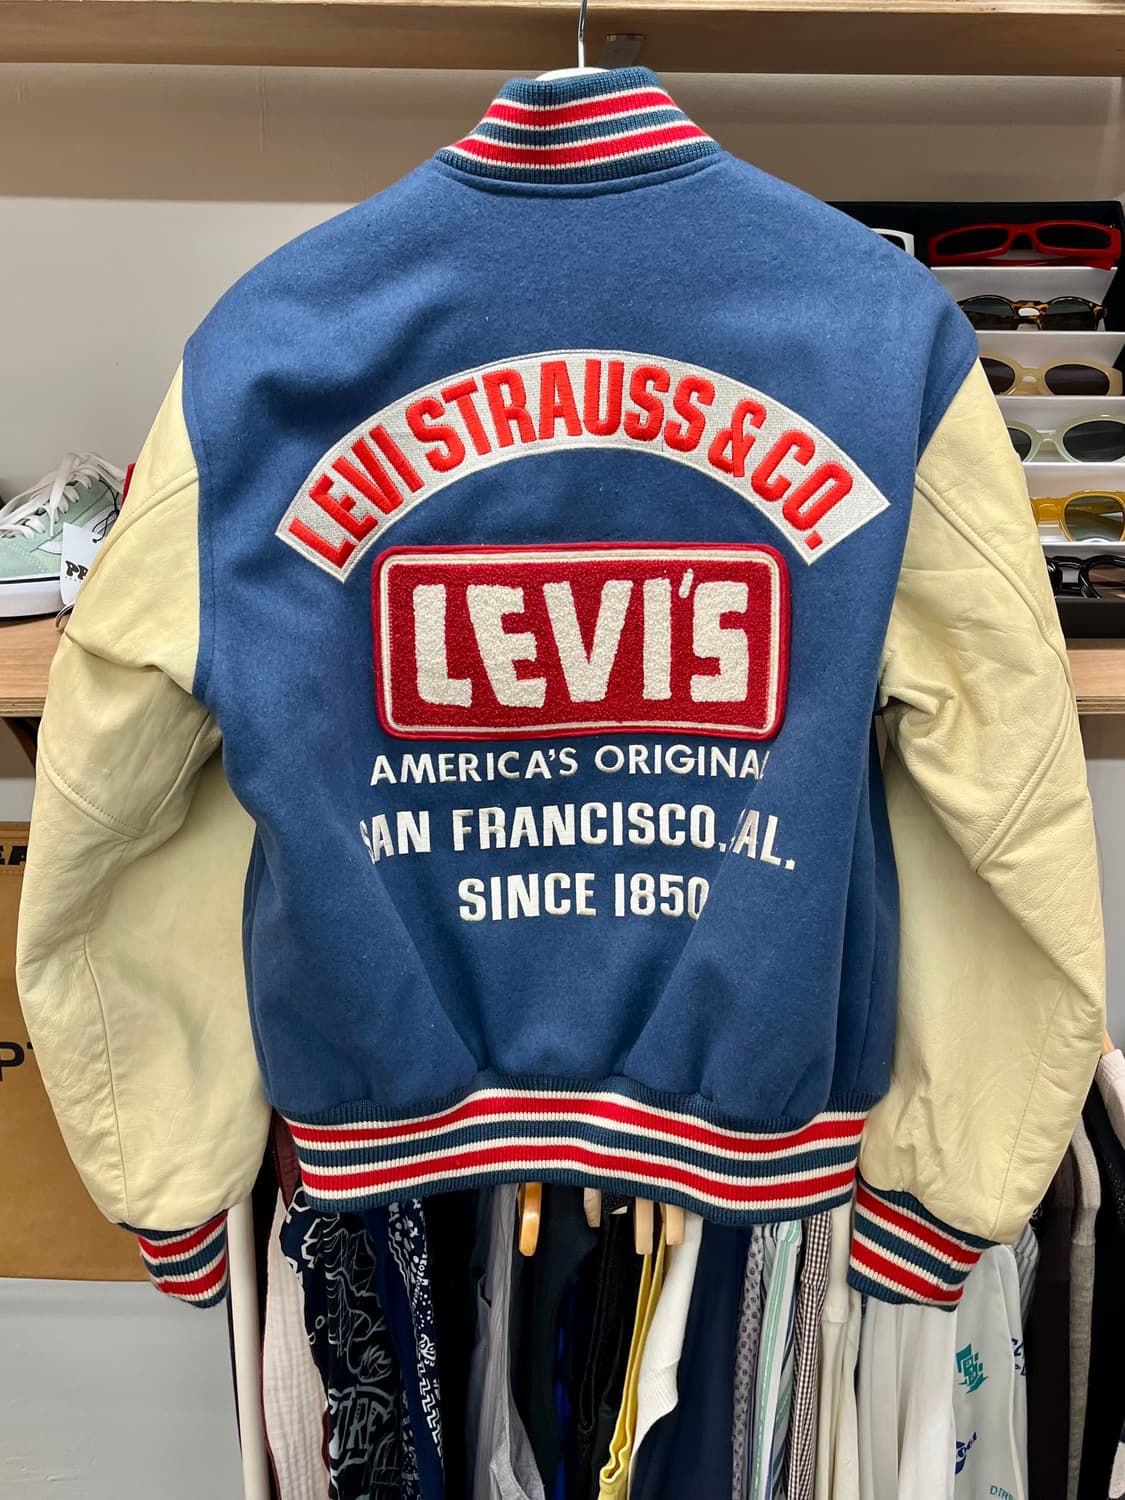 LEVI STRAUSS & CO.
LEVI'S
AMERICA'S ORIGINAL
SAN FRANCISCO. CAL.
SINCE 1850